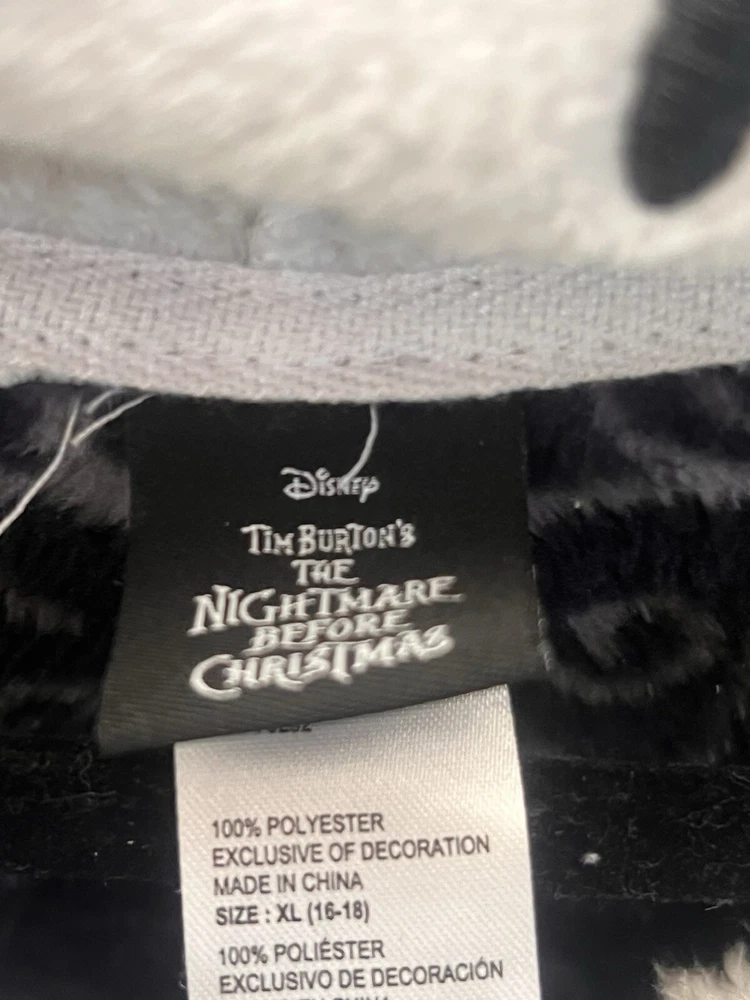 Disney
TIM BURTON'S
THE
NIGHTMARE
BEFORE
CHRISTMAS
100% POLYESTER
EXCLUSIVE OF DECORATION
MADE IN CHINA
SIZE : XL (16-18)
100% POLIÉSTER
EXCLUSIVO DE DECORACIÓN